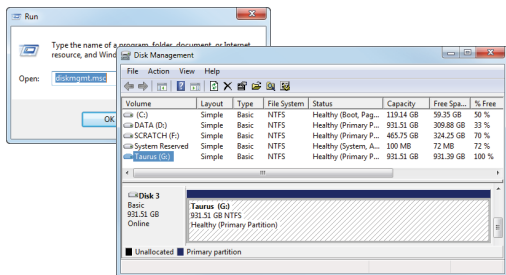 Run
Type the name of a program, folder, document, or Internet
resource, and Wind
Open: diskmgmt.msc
OK
Disk Management
File Action View Help
Volume Layout Type File System Status Capacity Free Spa... % Free
(C:) Simple Basic NTFS Healthy (Boot, Pag... 119.14 GB 59.35 GB 50 %
DATA (D:) Simple Basic NTFS Healthy (Primary P... 931.51 GB 309.88 GB 33 %
SCRATCH (F:) Simple Basic NTFS Healthy (Primary P... 465.75 GB 324.25 GB 70 %
System Reserved Simple Basic NTFS Healthy (System, A... 100 MB 72 MB 72 %
Taurus (G:) Simple Basic NTFS Healthy (Primary P... 931.51 GB 931.39 GB 100 %
Disk 3
Basic
931.51 GB
Online
Taurus (G:)
931.51 GB NTFS
Healthy (Primary Partition)
Unallocated Primary partition